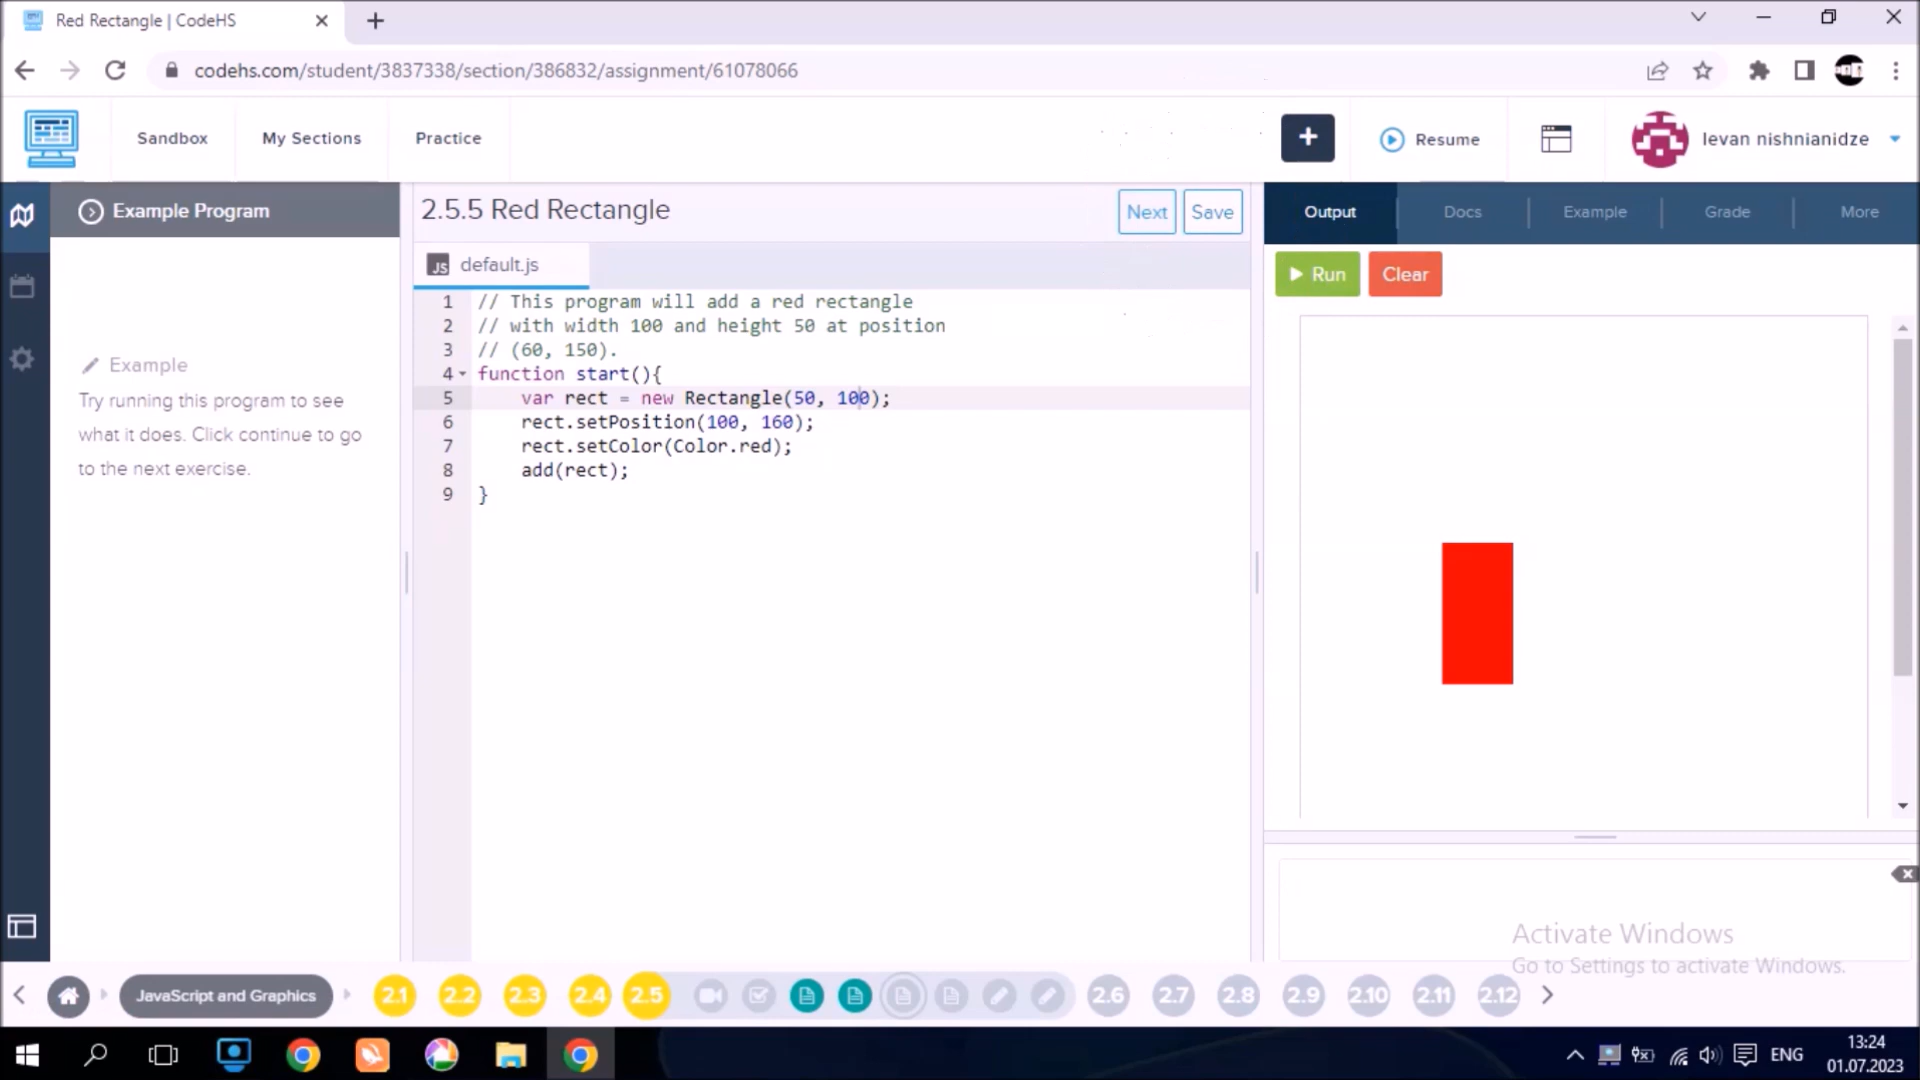 Red Rectangle | CodeHS
codehs.com/student/3837338/section/386832/assignment/61078066
Sandbox
My Sections
Practice
+
Resume
levan nishnianidze
Example Program
2.5.5 Red Rectangle
Next
Save
Output
Docs
Example
Grade
More
JS default.js
Run
Clear
Example
Try running this program to see
what it does. Click continue to go
to the next exercise.
1 // This program will add a red rectangle
2 // with width 100 and height 50 at position
3 // (60, 150).
4 function start(){
5 var rect = new Rectangle(50, 100);
6 rect.setPosition(100, 160);
7 rect.setColor(Color.red);
8 add(rect);
9 }
Activate Windows
Go to Settings to activate Windows.
JavaScript and Graphics
2.1
2.2
2.3
2.4
2.5
2.6
2.7
2.8
2.9
2.10
2.11
2.12
ENG
13:24
01.07.2023